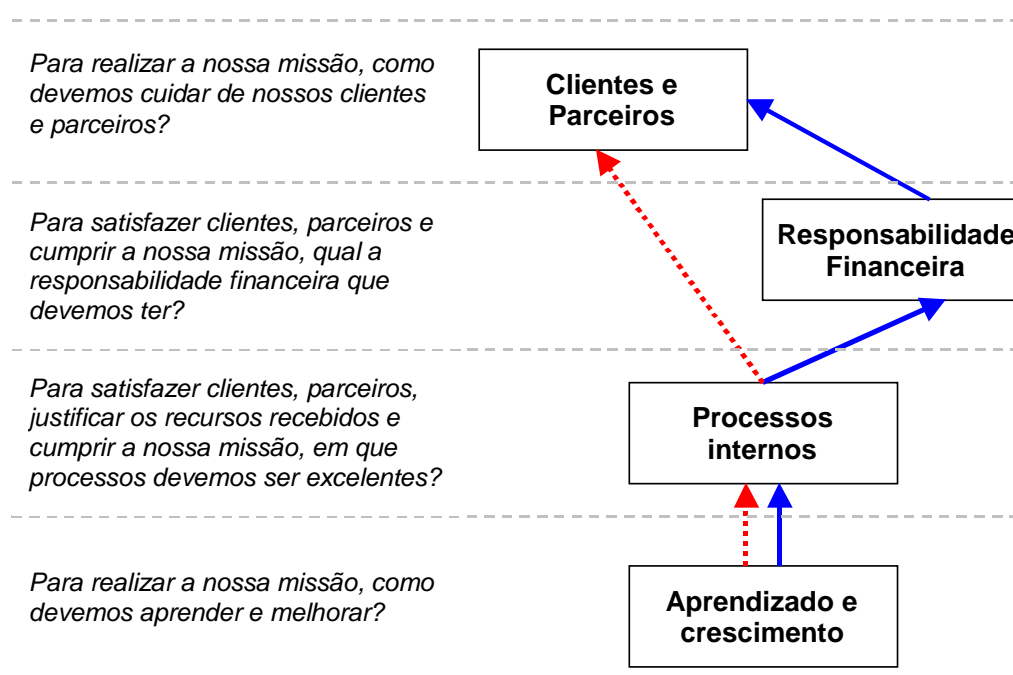 Para realizar a nossa missão, como
devemos cuidar de nossos clientes
e parceiros?
Clientes e
Parceiros
Para satisfazer clientes, parceiros e
cumprir a nossa missão, qual a
responsabilidade financeira que
devemos ter?
Responsabilidade
Financeira
Para satisfazer clientes, parceiros,
justificar os recursos recebidos e
cumprir a nossa missão, em que
processos devemos ser excelentes?
Processos
internos
Para realizar a nossa missão, como
devemos aprender e melhorar?
Aprendizado e
crescimento